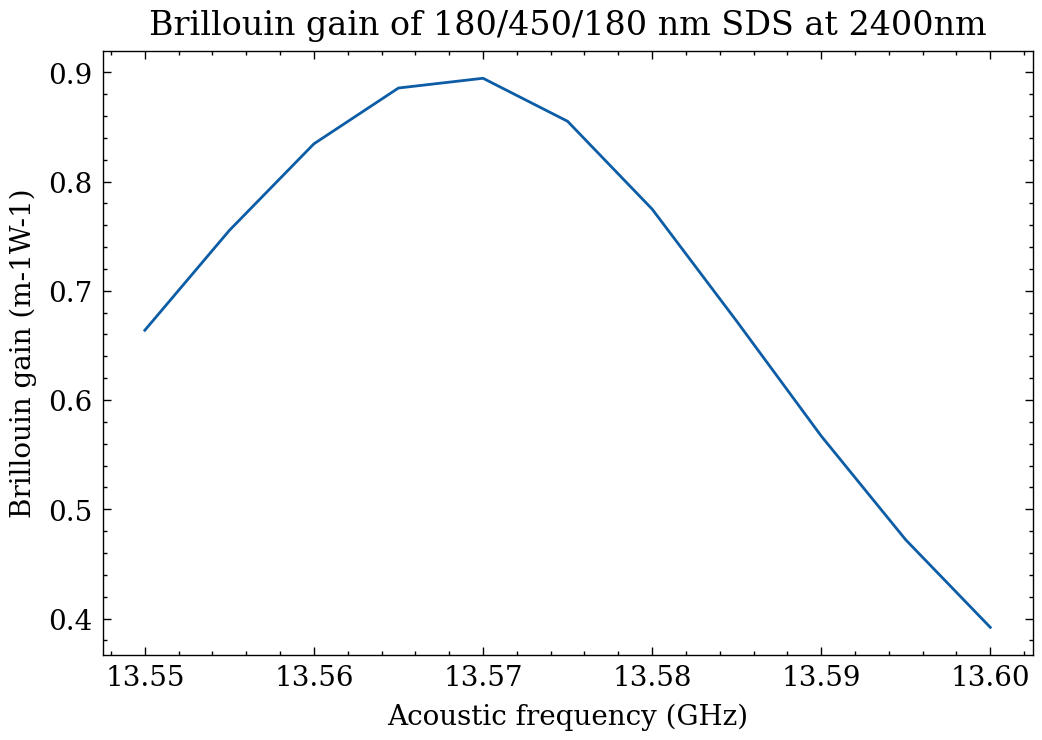 Brillouin gain of 180/450/180 nm SDS at 2400nm
0.9
0.8
0.7
0.6
0.5
0.4
Brillouin gain (m-1W-1)
13.55 13.56 13.57 13.58 13.59 13.60
Acoustic frequency (GHz)